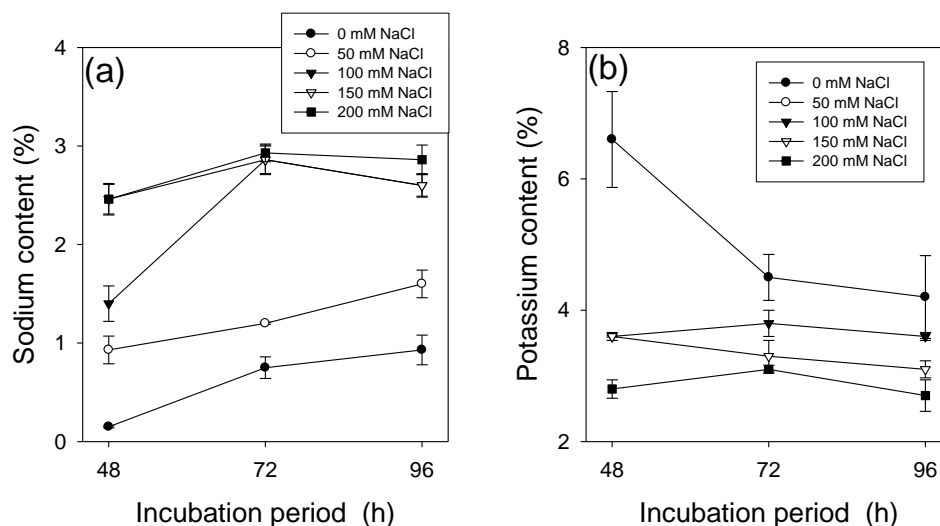 (a)
0 mM NaCl
50 mM NaCl
100 mM NaCl
150 mM NaCl
200 mM NaCl
Sodium content (%)
4
3
2
1
0
48
72
96
Incubation period (h)
(b)
0 mM NaCl
50 mM NaCl
100 mM NaCl
150 mM NaCl
200 mM NaCl
Potassium content (%)
8
6
4
2
48
72
96
Incubation period (h)